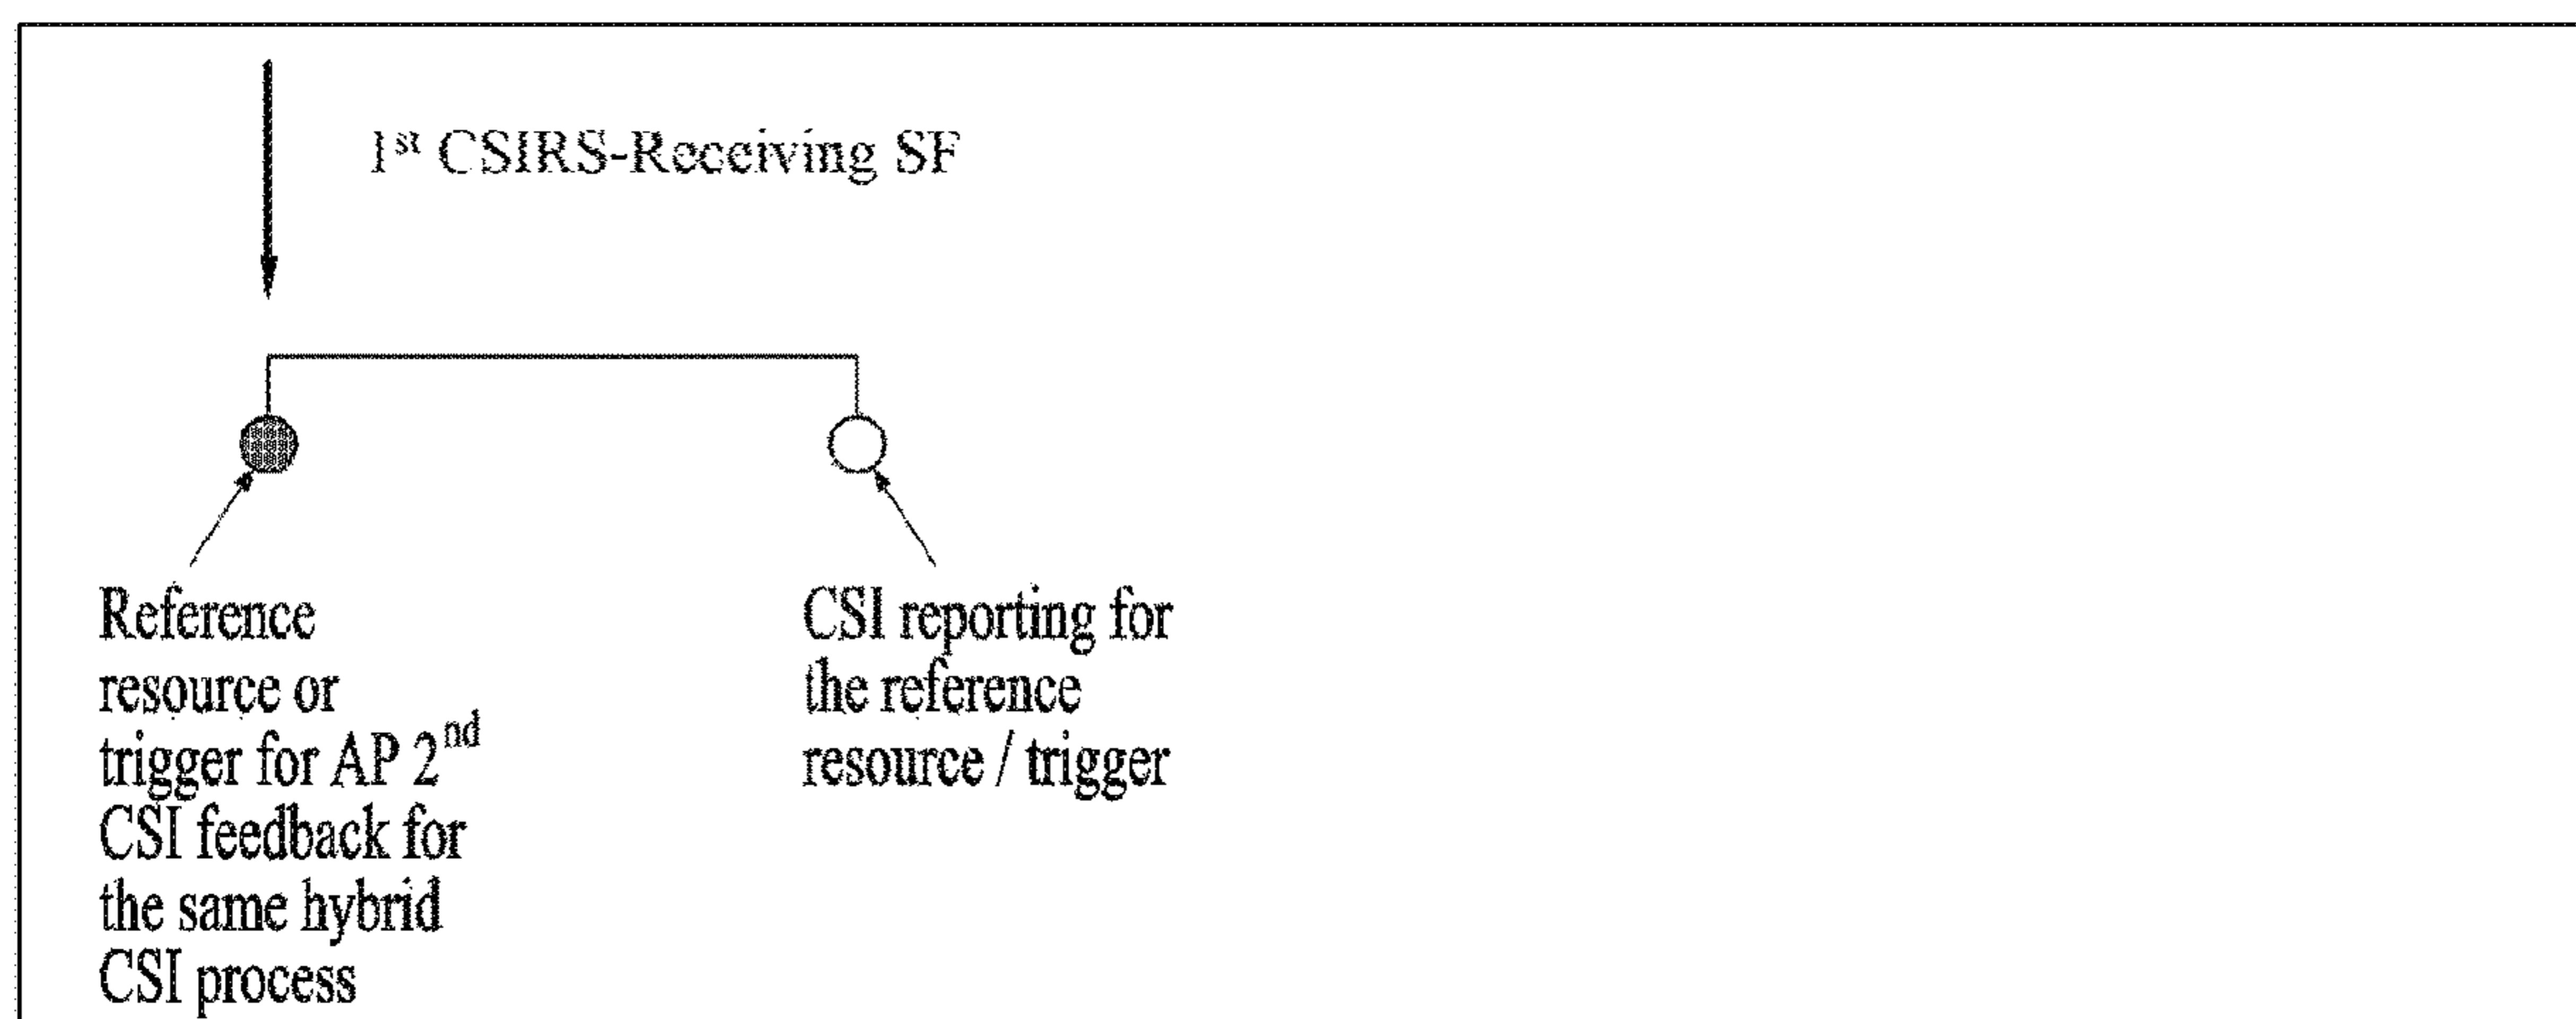 1st CSIRS-Receiving SF
Reference
resource or
trigger for AP 2nd
CSI feedback for
the same hybrid
CSI process
CSI reporting for
the reference
resource / trigger